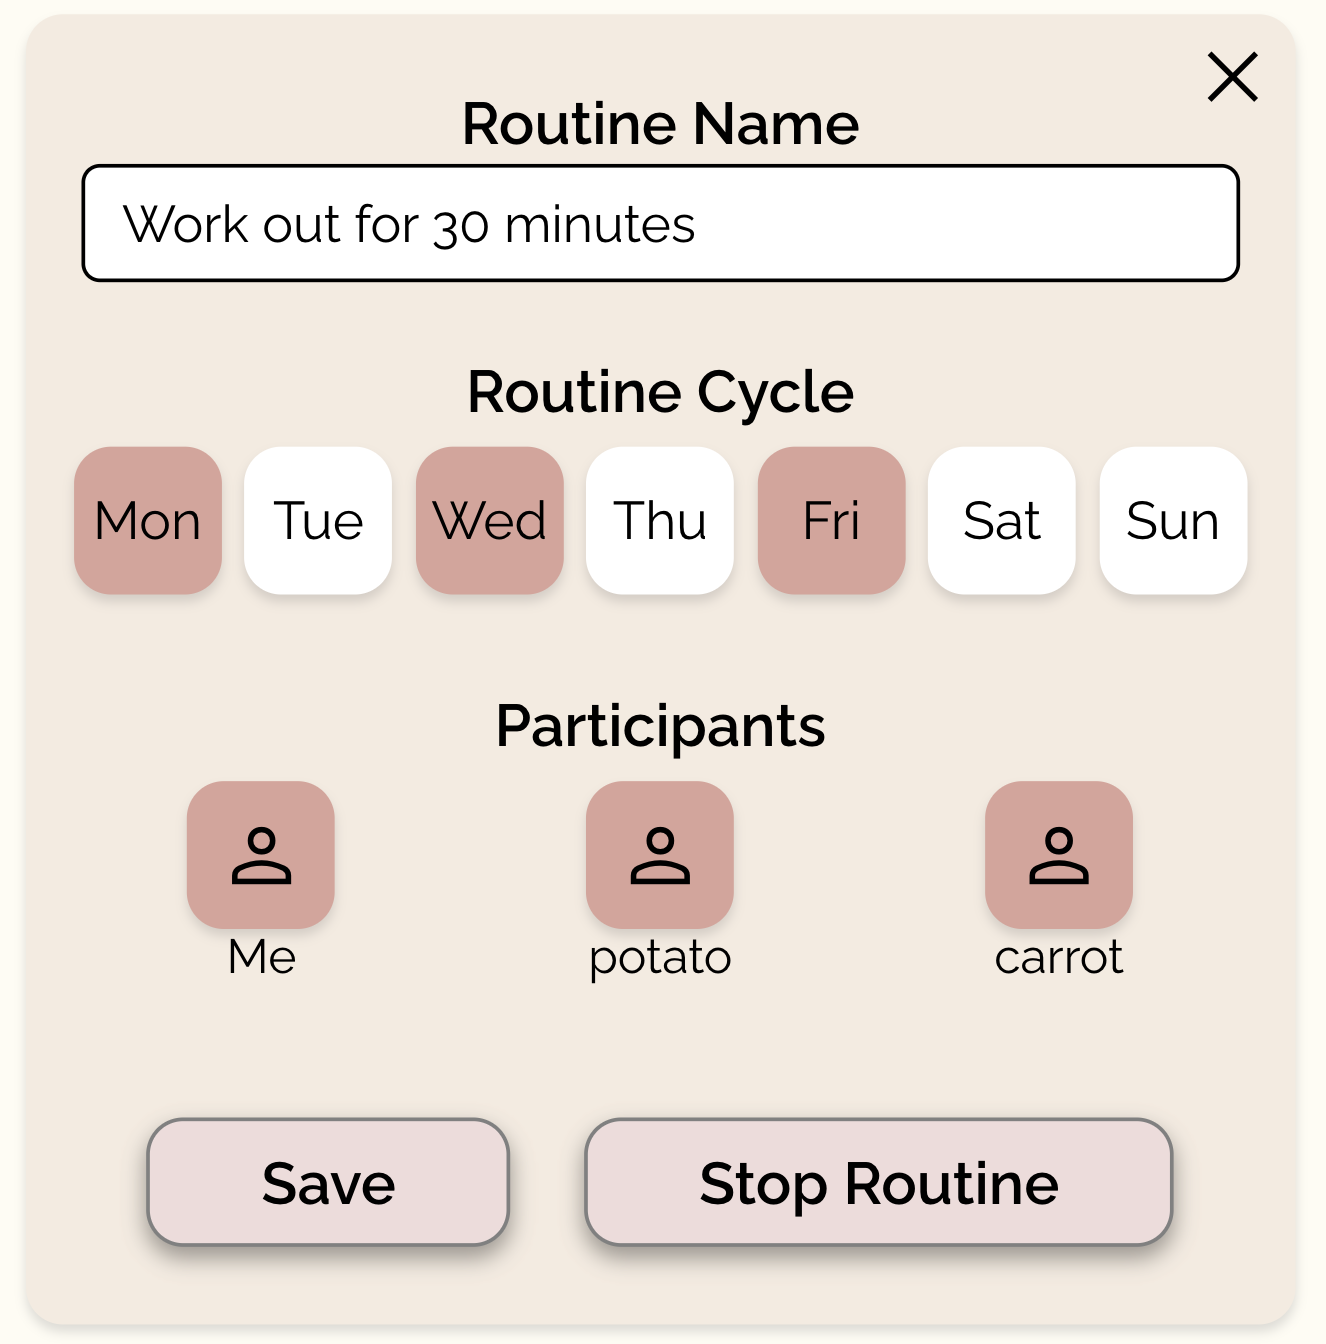 Routine Name
Work out for 30 minutes
Routine Cycle
Mon Tue Wed Thu Fri Sat Sun
Participants
Me potato carrot
Save Stop Routine